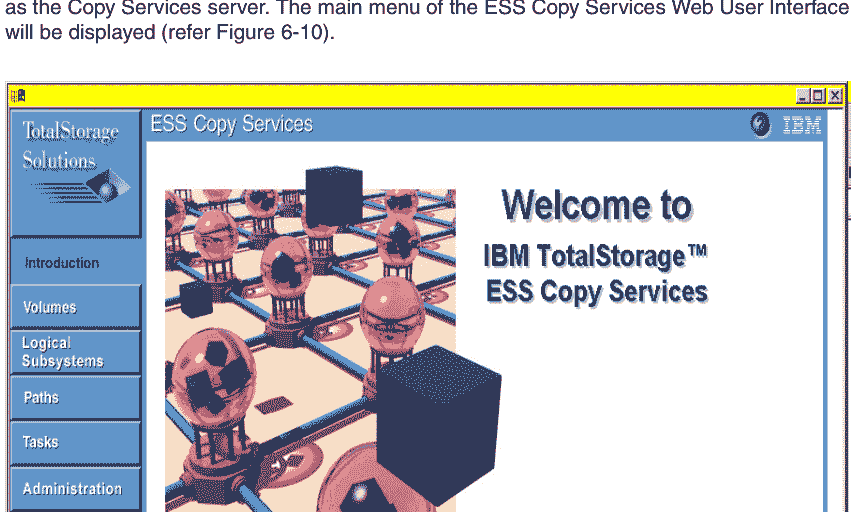 as the Copy Services server. The main menu of the ESS Copy Services Web User Interface
will be displayed (refer Figure 6-10).
TotalStorage
Solutions
ESS Copy Services
IBM
Introduction
Volumes
Logical
Subsystems
Paths
Tasks
Administration
Welcome to
IBM TotalStorage™
ESS Copy Services